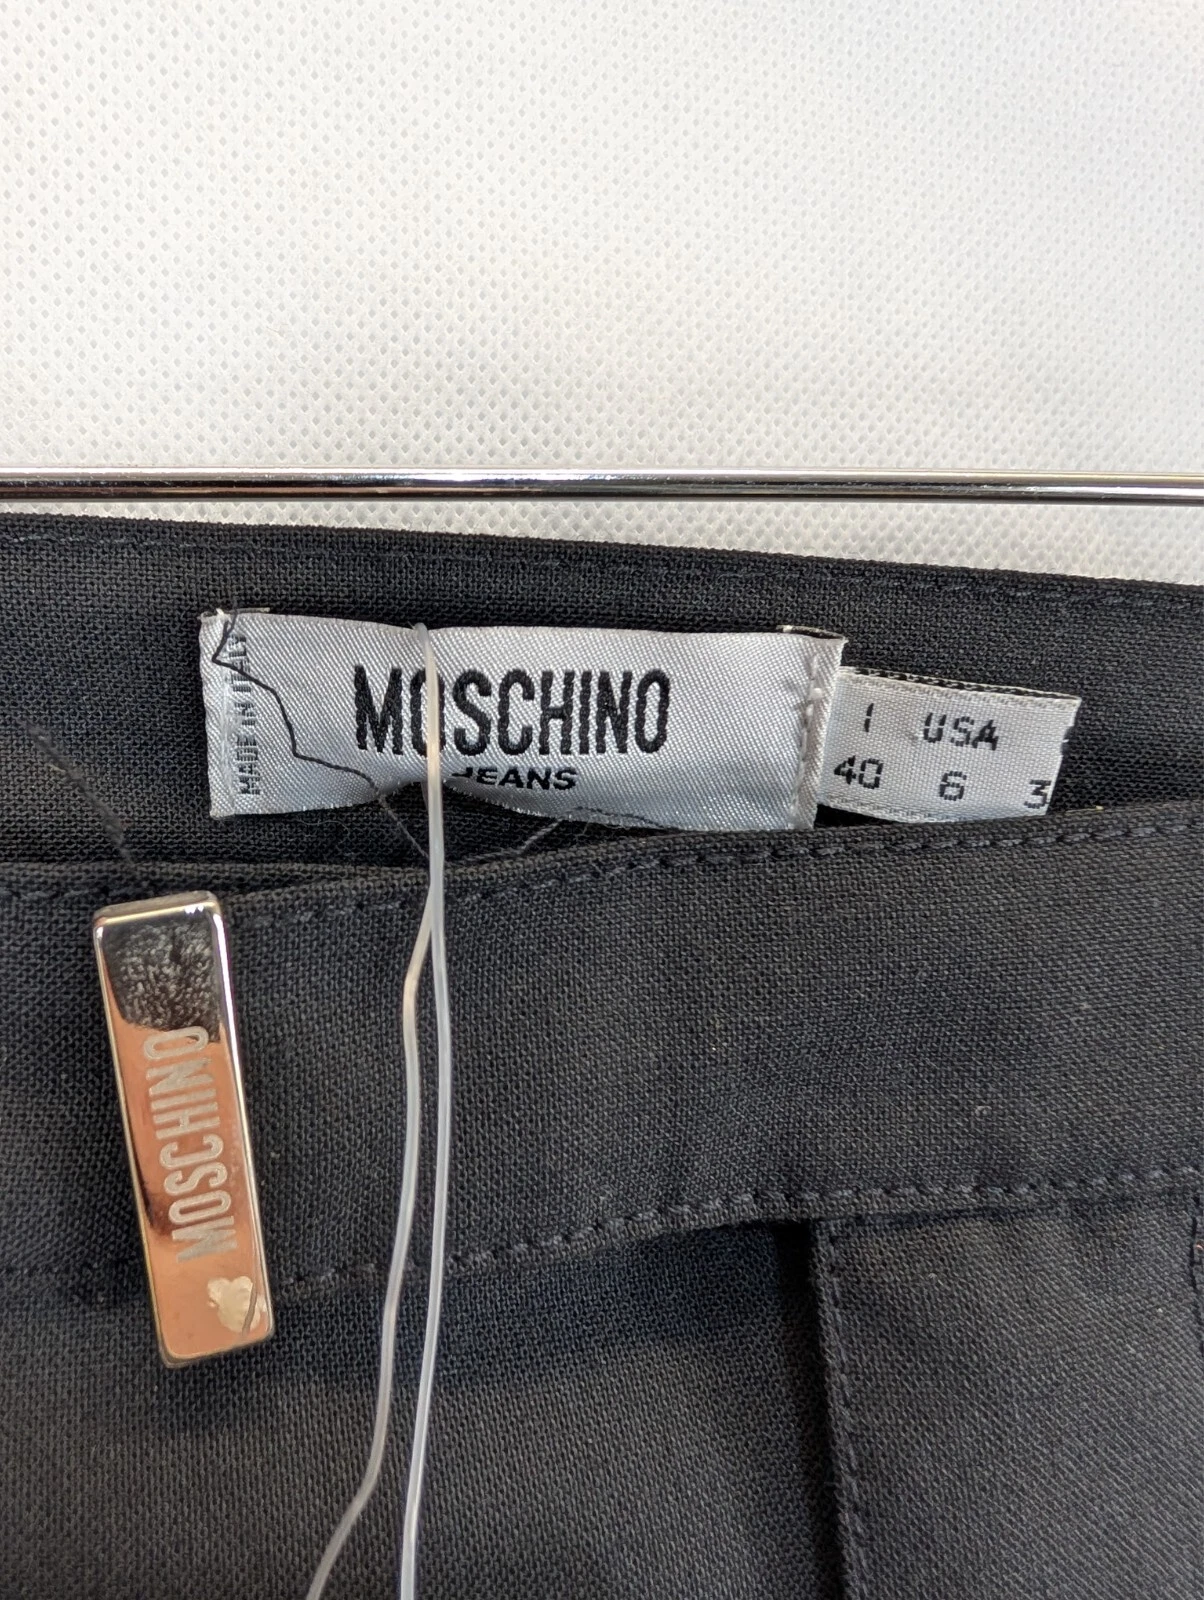 MOSCHINO
JEANS
MADE IN ITALY
I USA
40 6 3
MOSCHINO